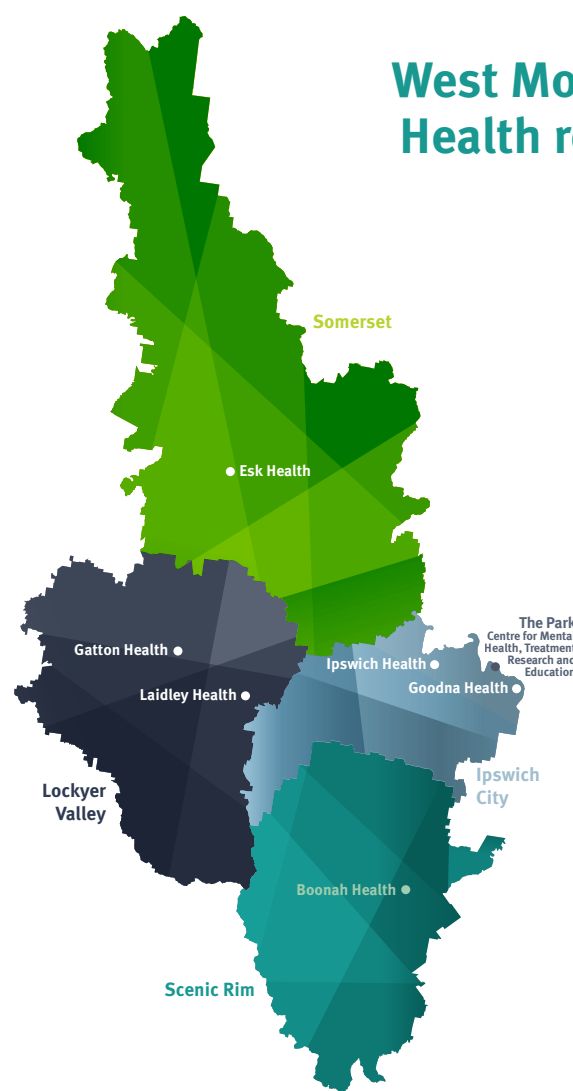 West Mo
Health r
Somerset
Esk Health
The Park
Centre for Menta
Health, Treatment
Research and
Education
Gatton Health
Ipswich Health
Goodna Health
Laidley Health
Lockyer
Valley
Ipswich
City
Boonah Health
Scenic Rim